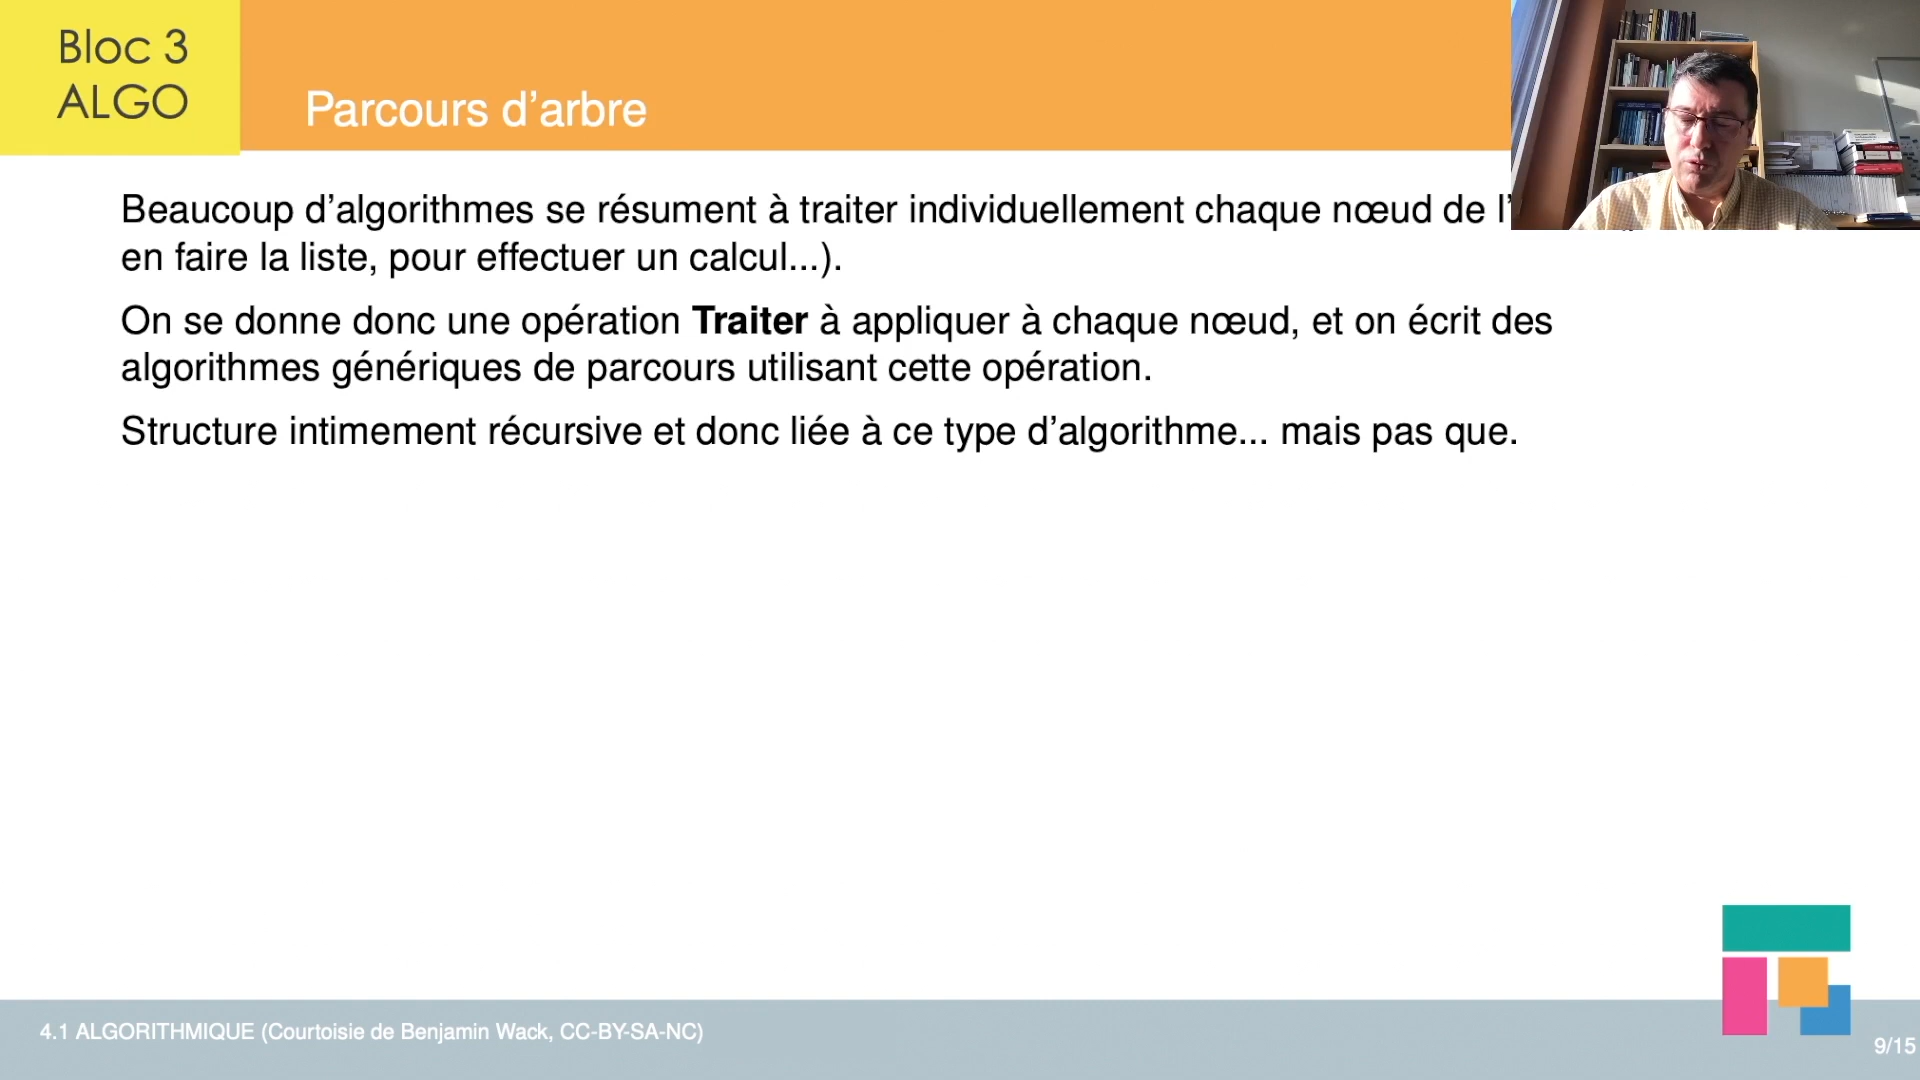 Bloc 3
ALGO
Parcours d’arbre
Beaucoup d’algorithmes se résument à traiter individuellement chaque nœud de l’
en faire la liste, pour effectuer un calcul...).
On se donne donc une opération Traiter à appliquer à chaque nœud, et on écrit des
algorithmes génériques de parcours utilisant cette opération.
Structure intimement récursive et donc liée à ce type d’algorithme... mais pas que.
4.1 ALGORITHMIQUE (Courtoisie de Benjamin Wack, CC-BY-SA-NC)
9/15